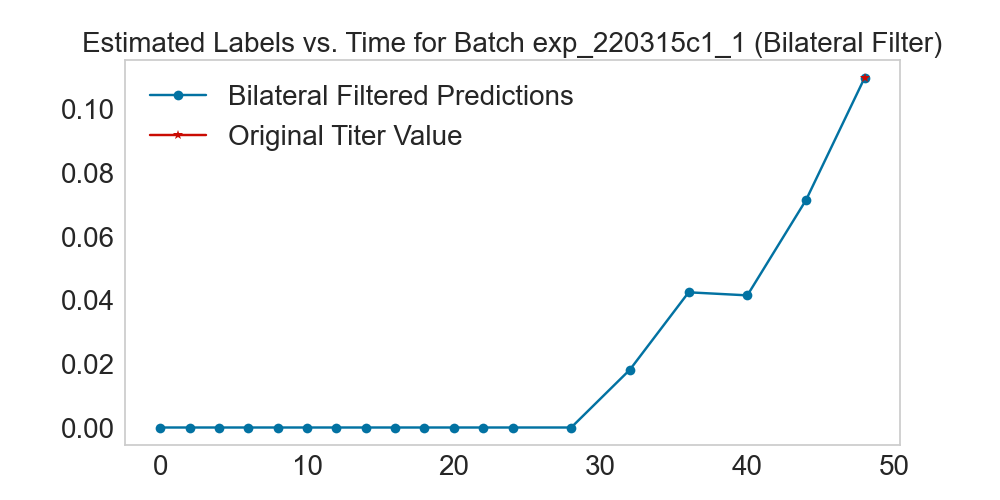 Estimated Labels vs. Time for Batch exp_220315c1_1 (Bilateral Filter)
Bilateral Filtered Predictions
Original Titer Value
0.10
0.08
0.06
0.04
0.02
0.00
0 10 20 30 40 50